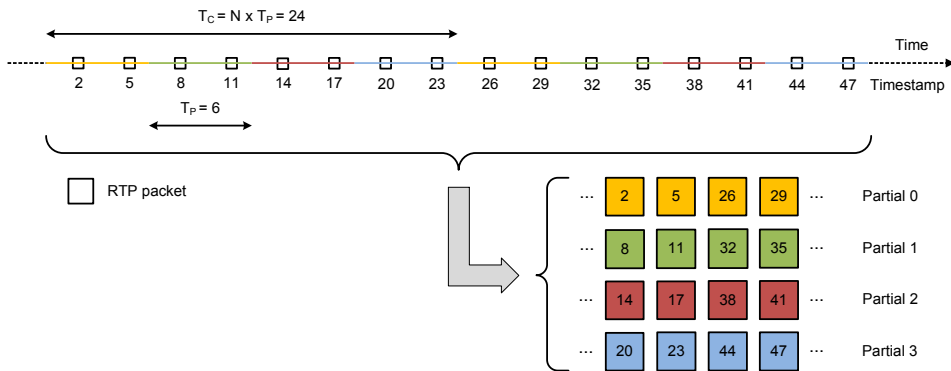 T_C = N x T_P = 24
Time
2 5 8 11 14 17 20 23 26 29 32 35 38 41 44 47 Timestamp
T_P = 6
RTP packet
... 2 5 26 29 ... Partial 0
... 8 11 32 35 ... Partial 1
... 14 17 38 41 ... Partial 2
... 20 23 44 47 ... Partial 3